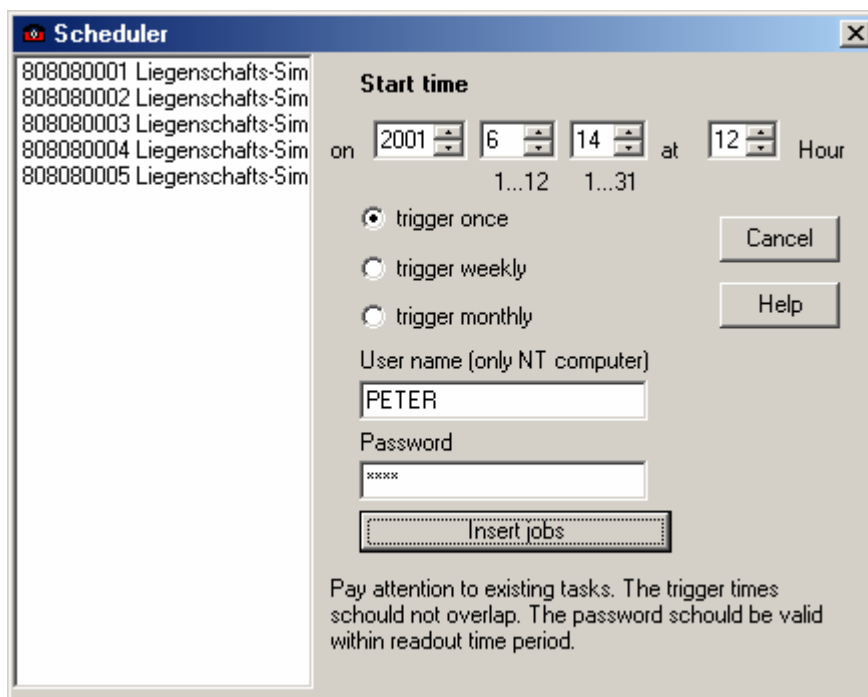 Scheduler
808080001 Liegenschafts-Sim
808080002 Liegenschafts-Sim
808080003 Liegenschafts-Sim
808080004 Liegenschafts-Sim
808080005 Liegenschafts-Sim
Start time
on 2001 6 14 at 12 Hour
1...12 1...31
trigger once
trigger weekly
trigger monthly
Cancel
Help
User name (only NT computer)
PETER
Password
****
Insert jobs
Pay attention to existing tasks. The trigger times
schould not overlap. The password schould be valid
within readout time period.